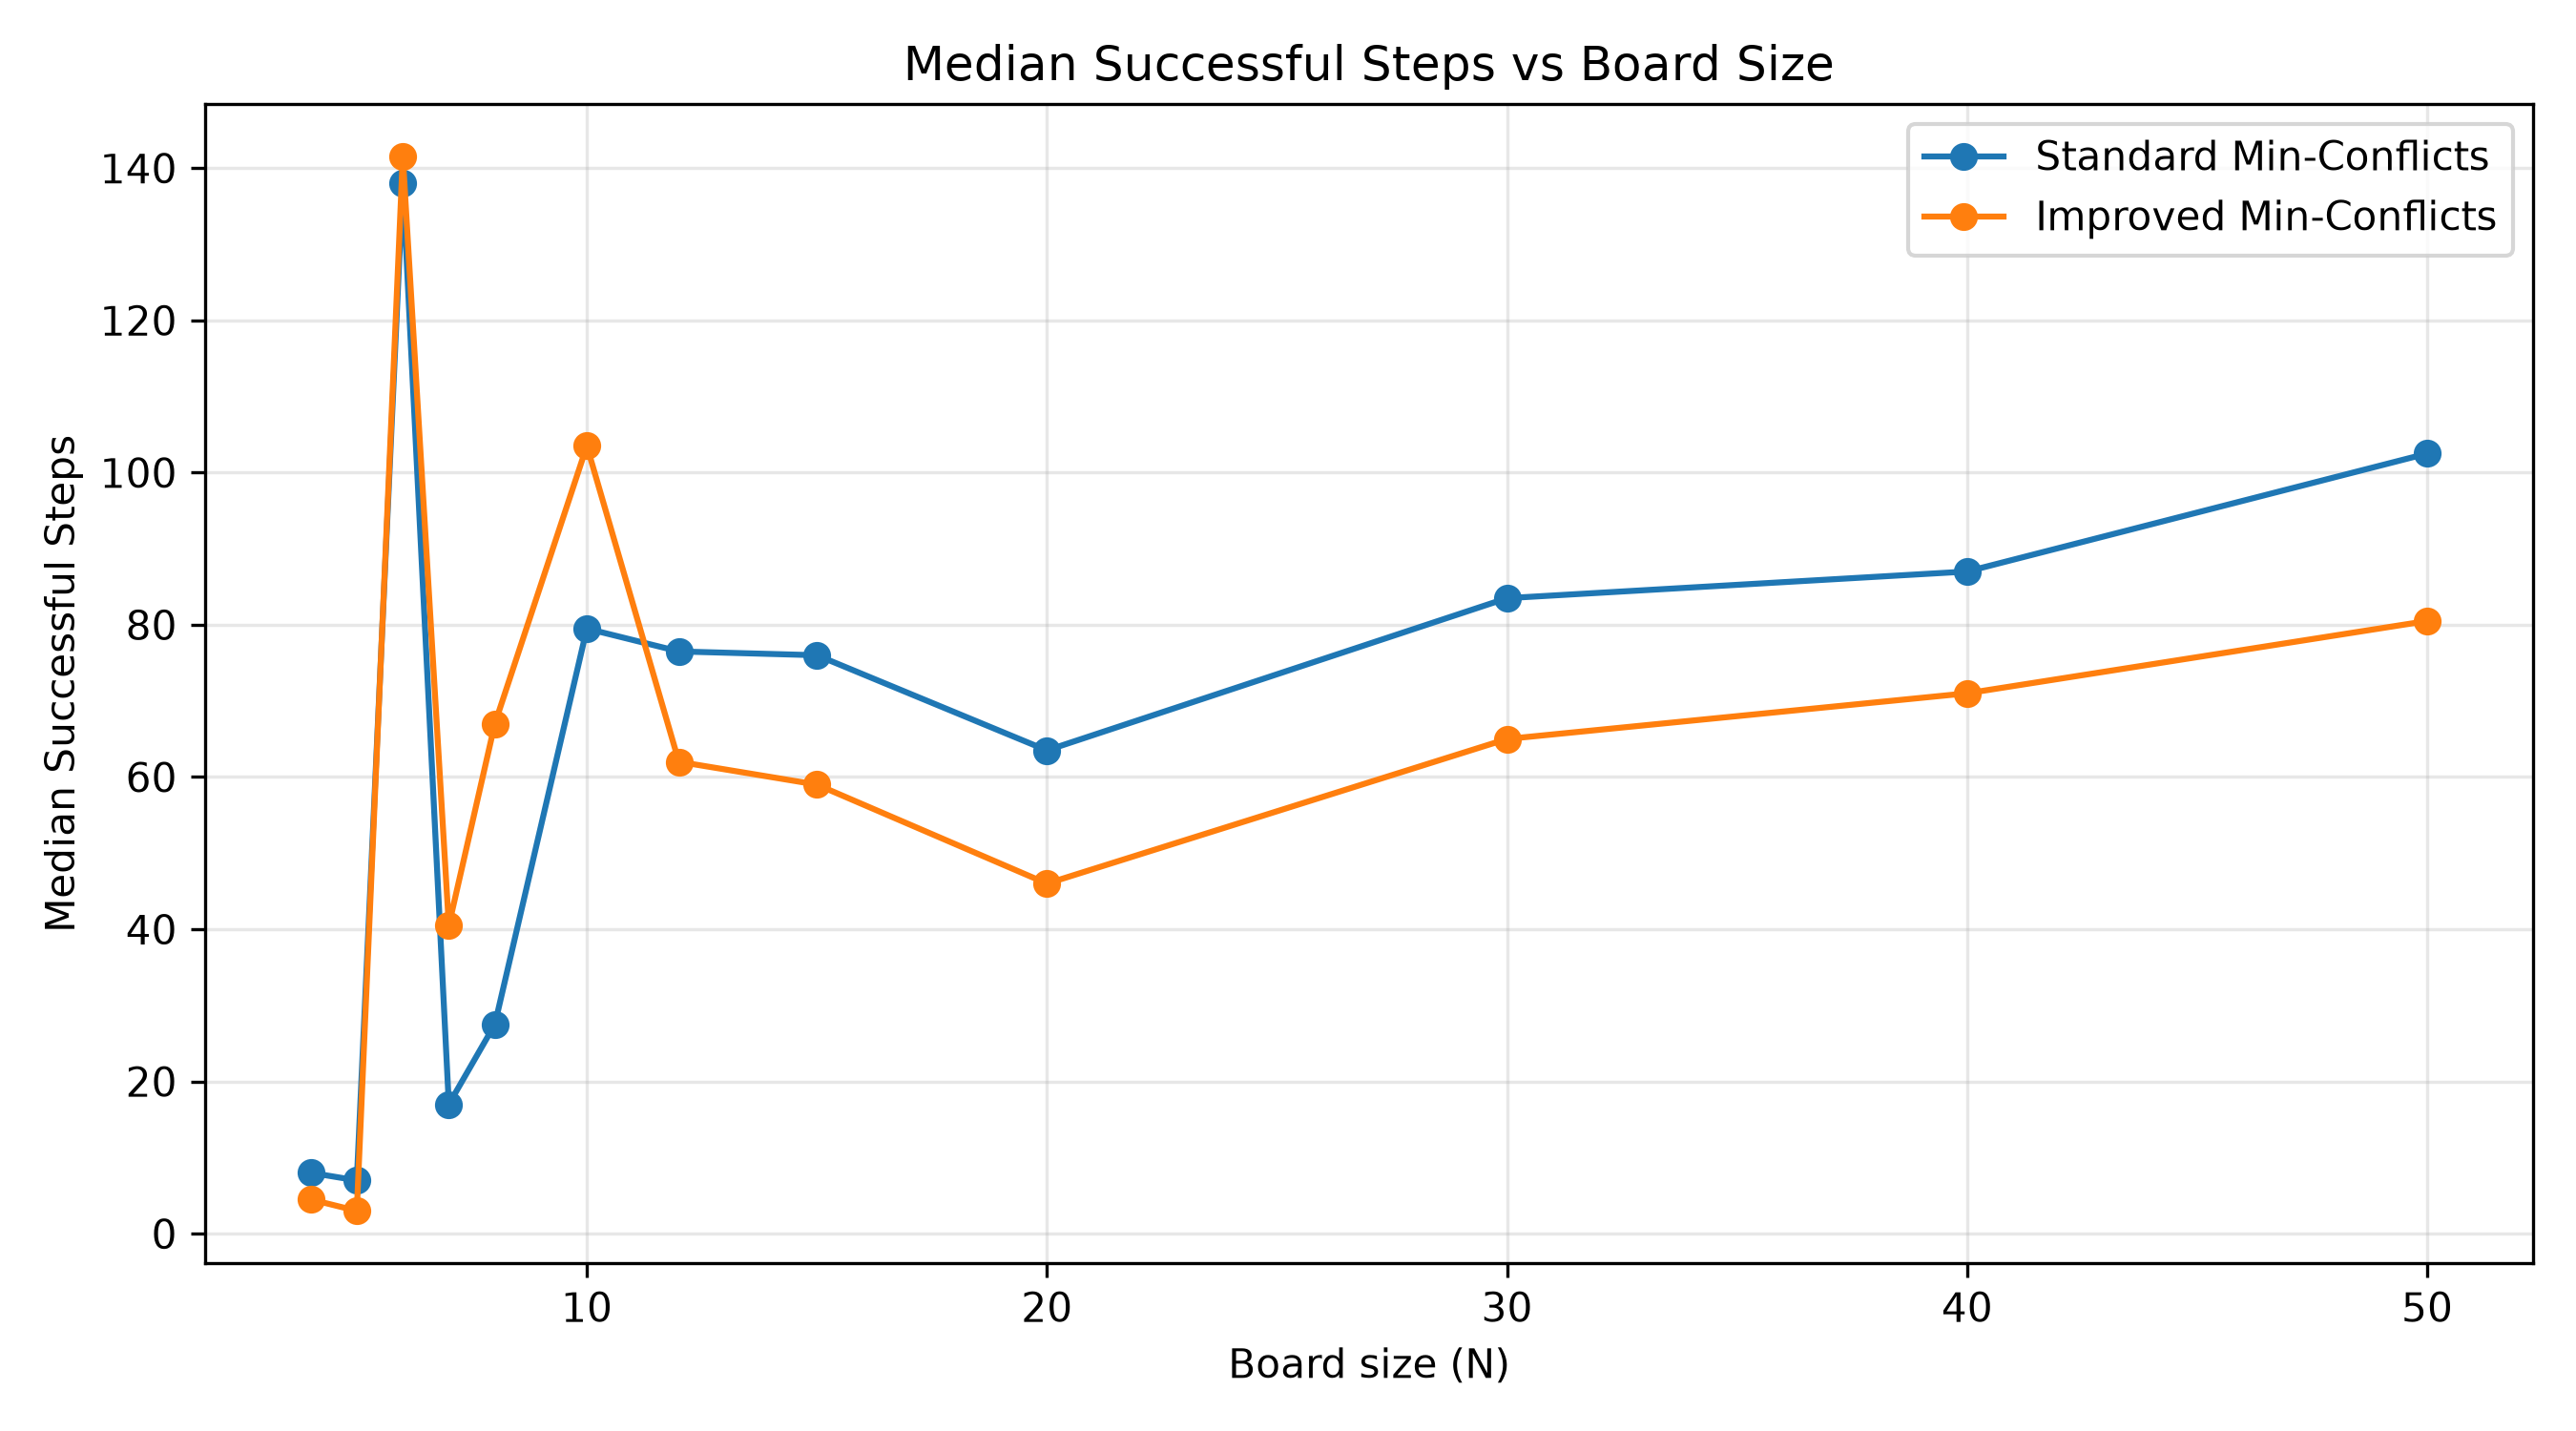 Median Successful Steps vs Board Size
Standard Min-Conflicts
Improved Min-Conflicts
Median Successful Steps
140
120
100
80
60
40
20
0
10 20 30 40 50
Board size (N)